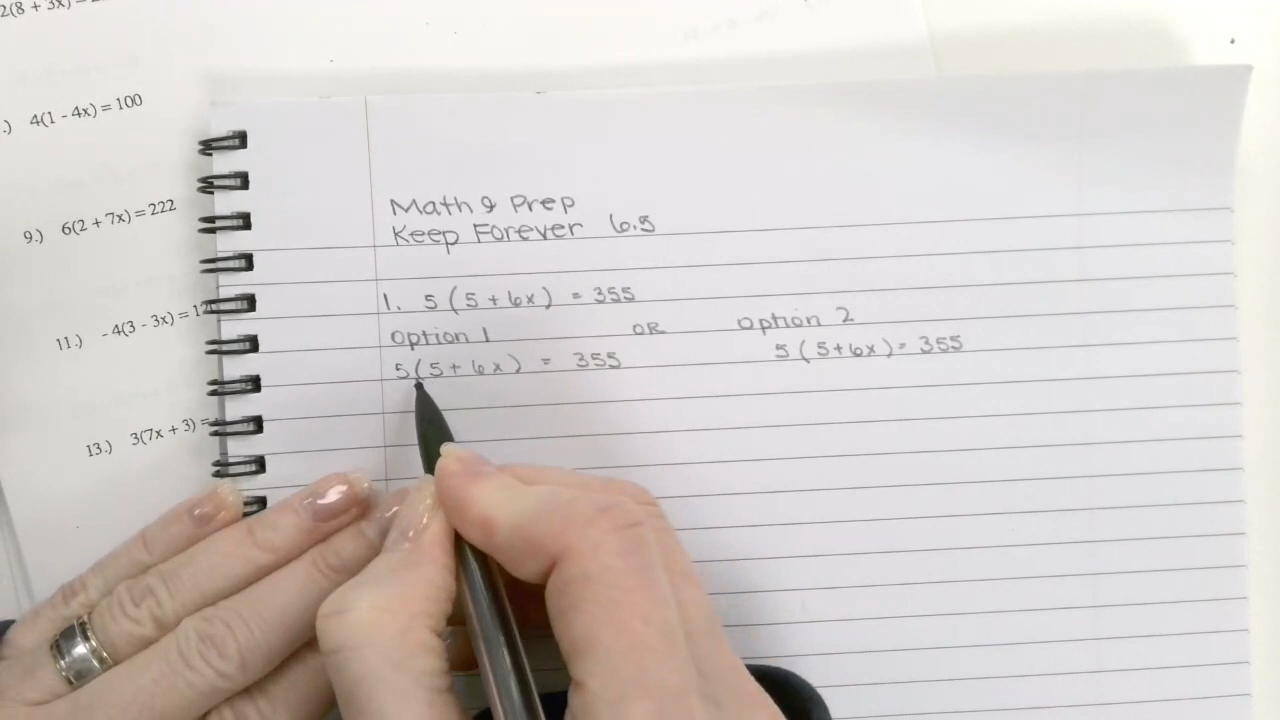 2(8 + 3x) =
.) 4(1 - 4x) = 100
9.) 6(2 + 7x) = 222
11.) -4(3 - 3x) = 1
13.) 3(7x + 3) =
Math 9 Prep
Keep Forever 6.5
1. 5(5+6x) = 355
Option 1 OR Option 2
5(5+6x) = 355 5(5+6x) = 355